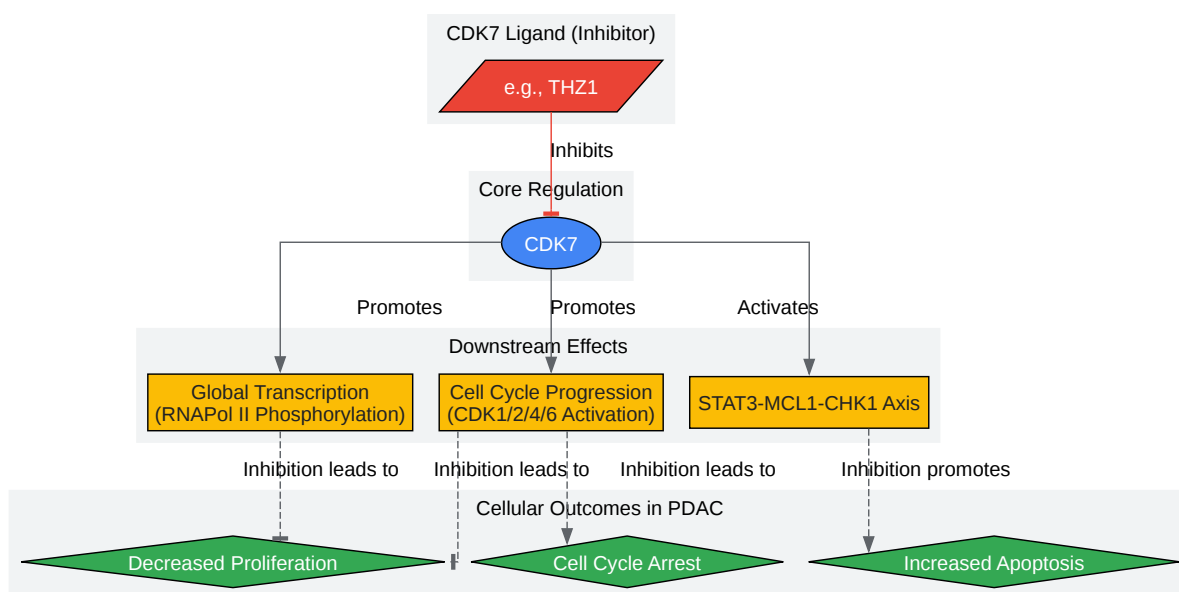 CDK7 Ligand (Inhibitor)
e.g., THZ1
Inhibits
Core Regulation
CDK7
Promotes
Promotes
Activates
Downstream Effects
Global Transcription
(RNAPol II Phosphorylation)
Cell Cycle Progression
(CDK1/2/4/6 Activation)
STAT3-MCL1-CHK1 Axis
Inhibition leads to
Inhibition leads to
Inhibition leads to
Inhibition promotes
Cellular Outcomes in PDAC
Decreased Proliferation
Cell Cycle Arrest
Increased Apoptosis